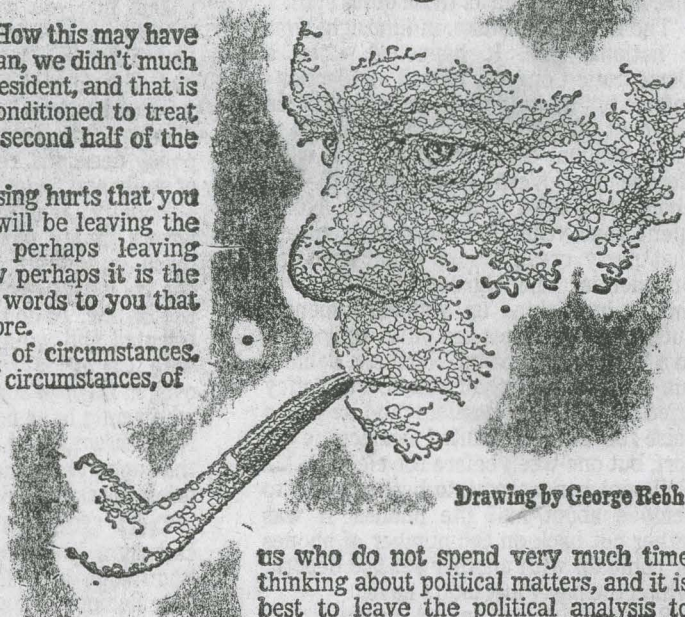 How this may have
an, we didn't much
esident, and that is
onditioned to treat
second half of the
sing hurts that you
will be leaving the
perhaps leaving
perhaps it is the
words to you that
ore.
of circumstances.
circumstances, of
Drawing by George Rebh
us who do not spend very much time
thinking about political matters, and it is
best to leave the political analysis to